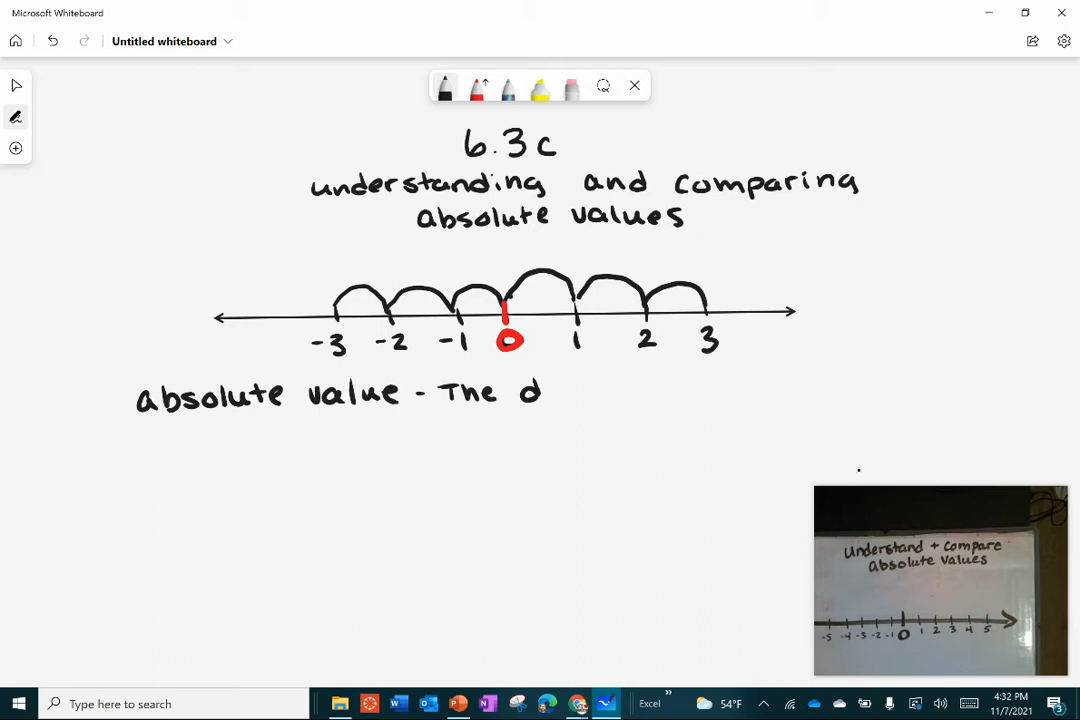 Microsoft Whiteboard
Untitled whiteboard
6.3c
understanding and comparing
absolute values
-3 -2 -1 0 1 2 3
absolute value - The d
Understand + Compare
Absolute Values
-5 -4 -3 -2 -1 0 1 2 3 4 5
Type here to search
Excel
54°F
4:32 PM
11/7/2021
3